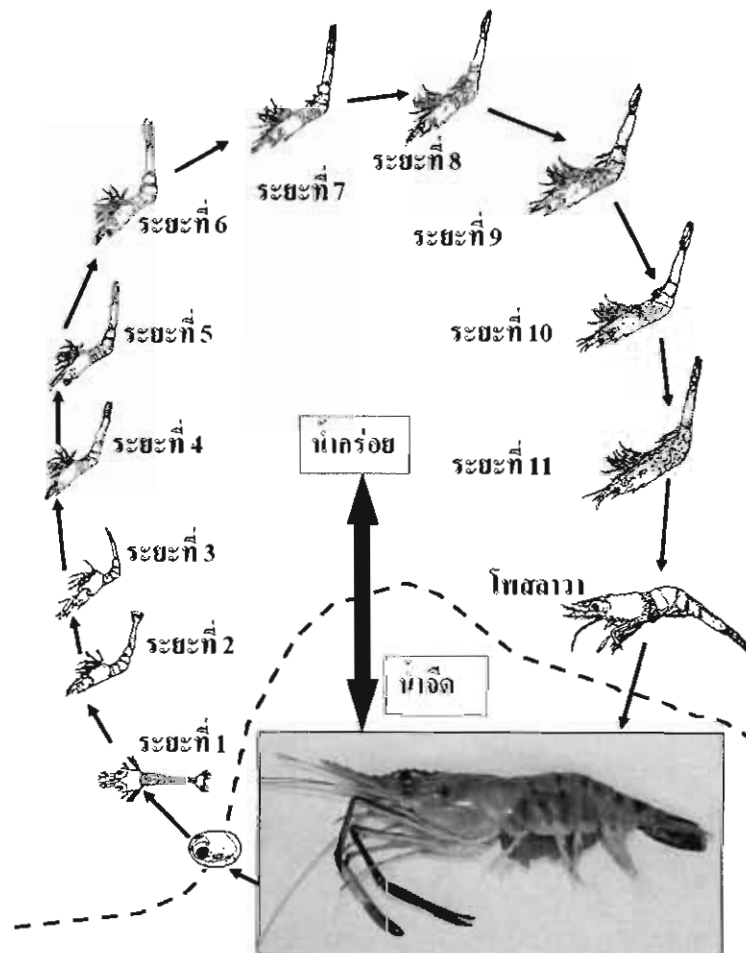 ระยะที่ 8
ระยะที่ 7
ระยะที่ 6
ระยะที่ 9
ระยะที่ 5
ระยะที่ 10
ระยะที่ 4
น้ำกร่อย
ระยะที่ 11
ระยะที่ 3
โพสลาวา
ระยะที่ 2
น้ำจืด
ระยะที่ 1